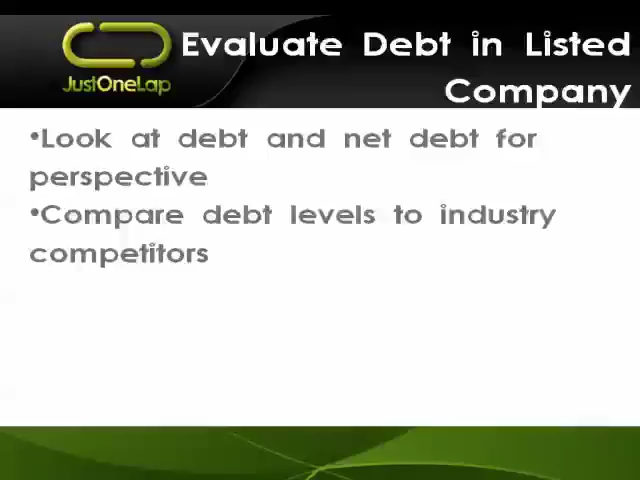 Evaluate Debt in Listed
JustOneLap
Company
•Look at debt and net debt for
perspective
•Compare debt levels to industry
competitors